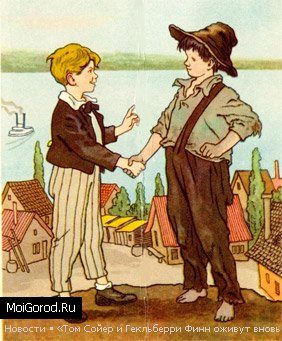 MoiGorod.Ru
Новости • «Том Сойер и Гекльберри Финн оживут вновь